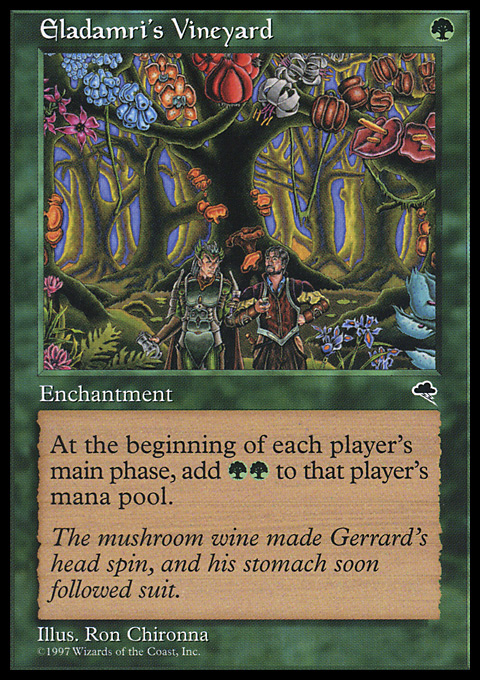 Eladamri's Vineyard
Enchantment
At the beginning of each player's
main phase, add to that player's
mana pool.
The mushroom wine made Gerrard's
head spin, and his stomach soon
followed suit.
Illus. Ron Chironna
©1997 Wizards of the Coast, Inc.